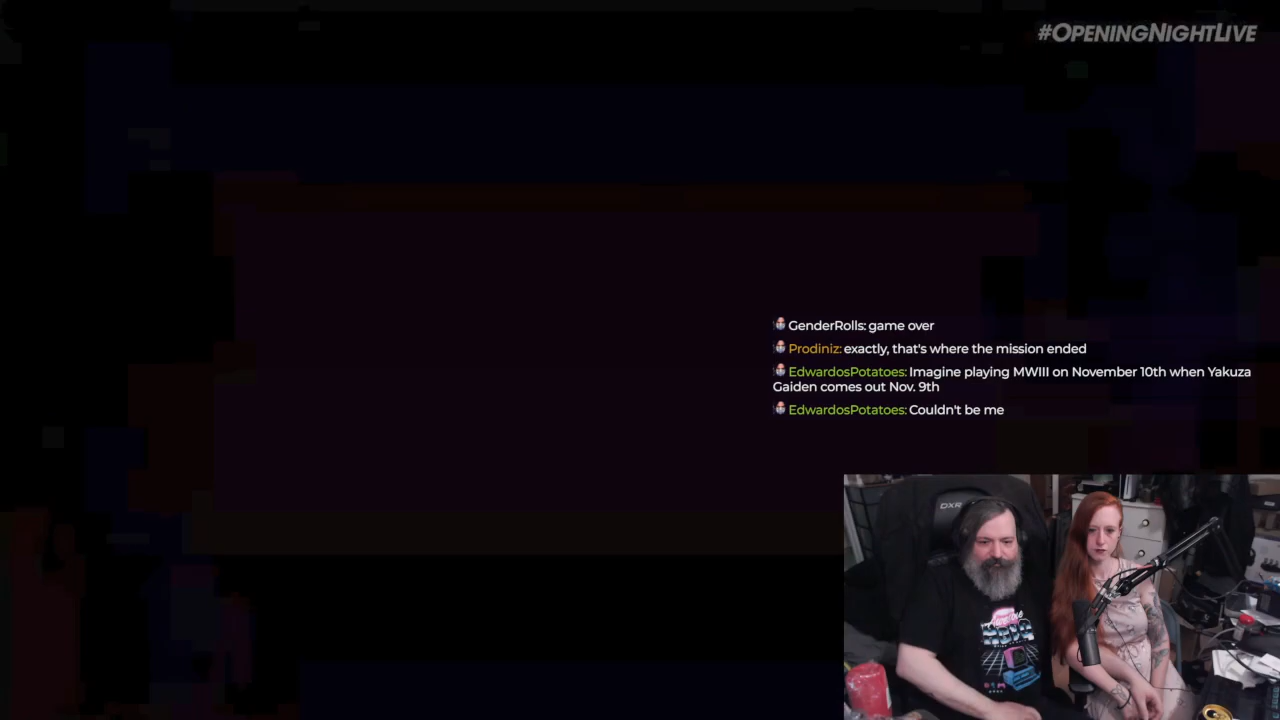 #OPENINGNIGHTLIVE
GenderRolls: game over
Prodiniz: exactly, that's where the mission ended
EdwardosPotatoes: Imagine playing MWIII on November 10th when Yakuza
Gaiden comes out Nov. 9th
EdwardosPotatoes: Couldn't be me
DXR